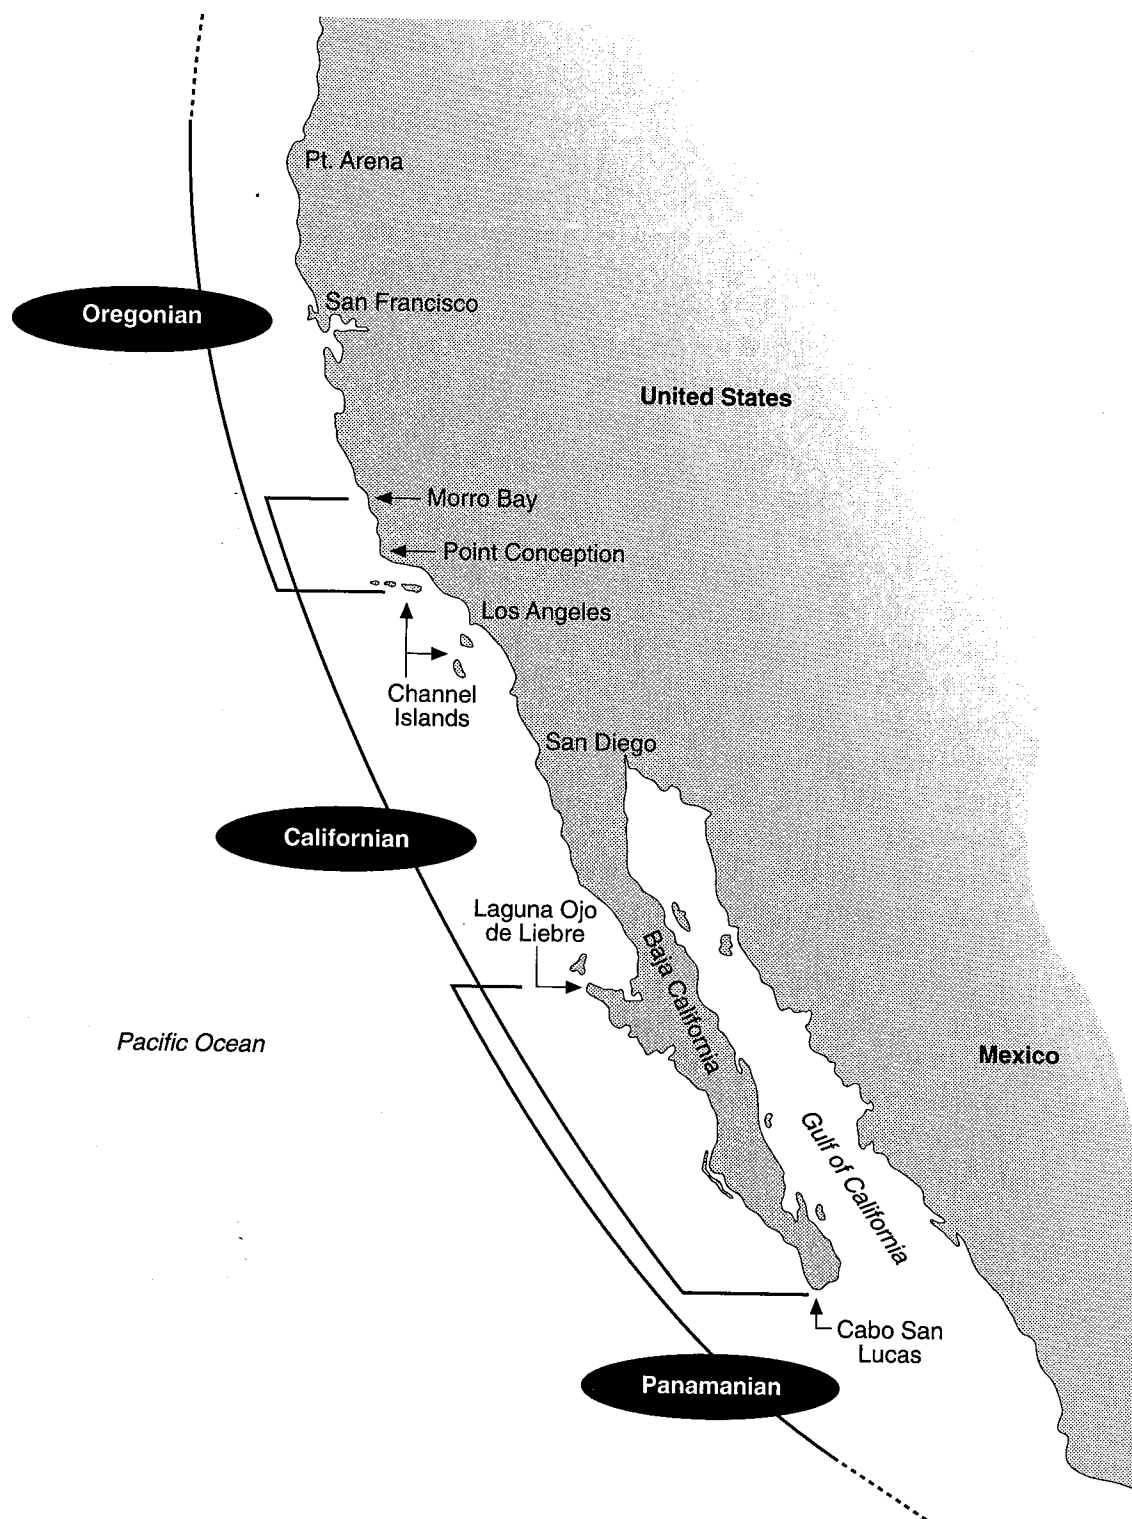 Pt. Arena
San Francisco
Oregonian
United States
Morro Bay
Point Conception
Los Angeles
Channel
Islands
San Diego
Californian
Laguna Ojo
de Liebre
Baja California
Pacific Ocean
Mexico
Gulf of California
Cabo San
Lucas
Panamanian